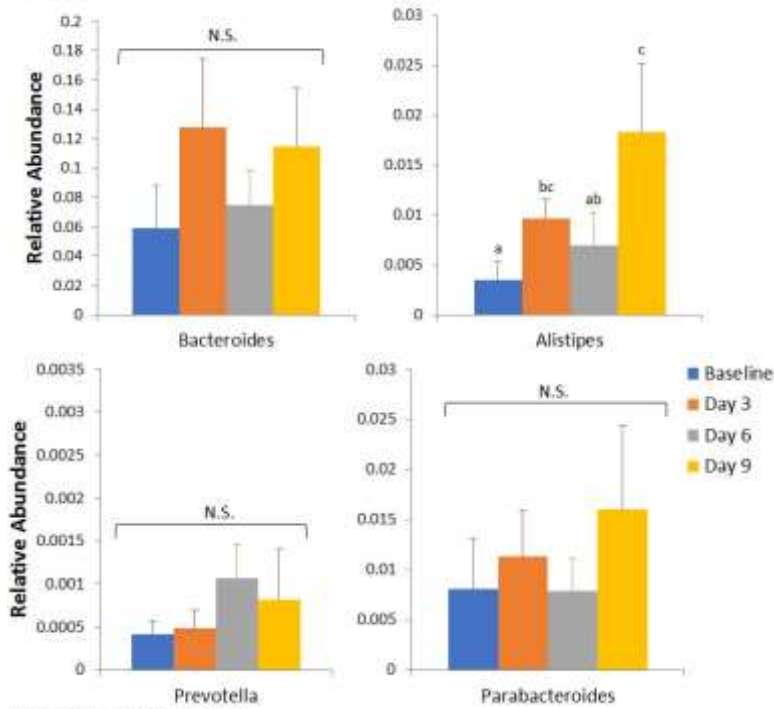 Relative Abundance
0.2
0.18
0.16
0.14
0.12
0.1
0.08
0.06
0.04
0.02
0
N.S.
Bacteroides
0.03
0.025
0.02
0.015
0.01
0.005
0
a
bc
ab
c
Alistipes
Relative Abundance
0.0035
0.003
0.0025
0.002
0.0015
0.001
0.0005
0
N.S.
Prevotella
0.03
0.025
0.02
0.015
0.01
0.005
0
N.S.
Parabacteroides
Baseline
Day 3
Day 6
Day 9